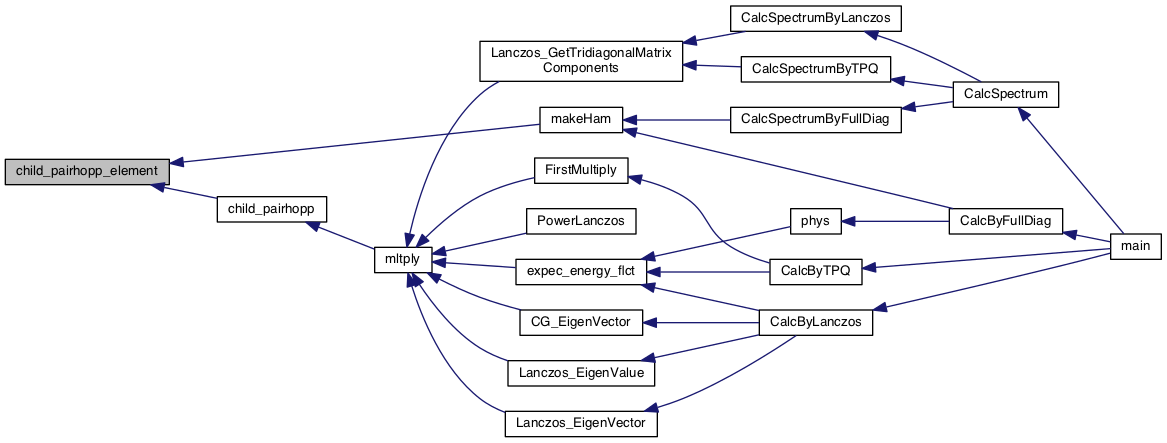 CalcSpectrumByLanczos
Lanczos_GetTridiagonalMatrix
Components
CalcSpectrumByTPQ
CalcSpectrum
makeHam
CalcSpectrumByFullDiag
child_pairhopp_element
FirstMultiply
child_pairhopp
PowerLanczos
phys
CalcByFullDiag
main
mltply
expec_energy_flct
CalcByTPQ
CG_EigenVector
CalcByLanczos
Lanczos_EigenValue
Lanczos_EigenVector